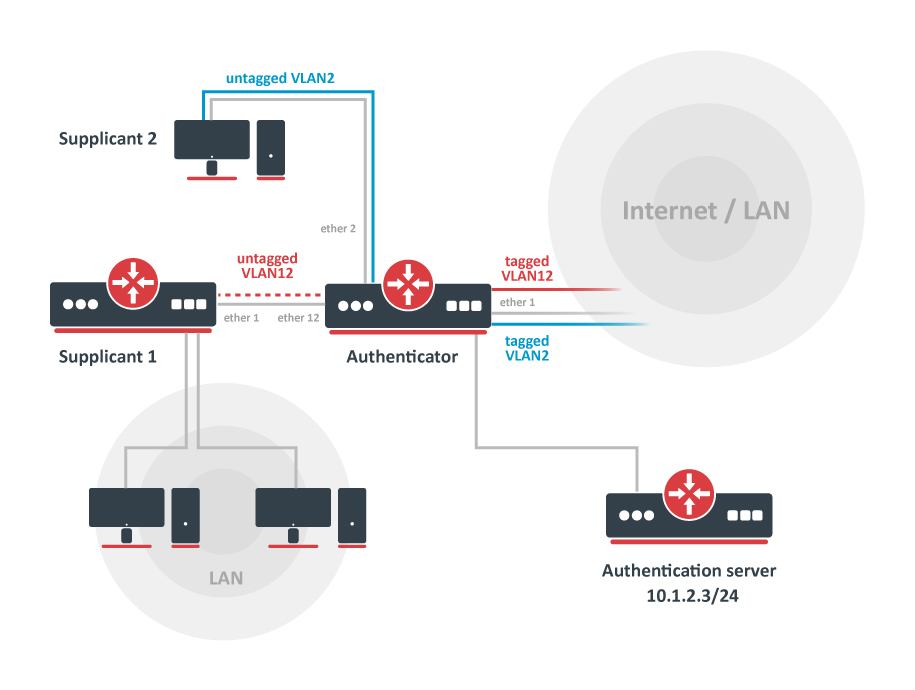 untagged VLAN2
Supplicant 2
Internet / LAN
ether 2
untagged
VLAN12
tagged
VLAN12
ether 1
ether 1
ether 12
tagged
VLAN2
Supplicant 1
Authenticator
LAN
Authentication server
10.1.2.3/24